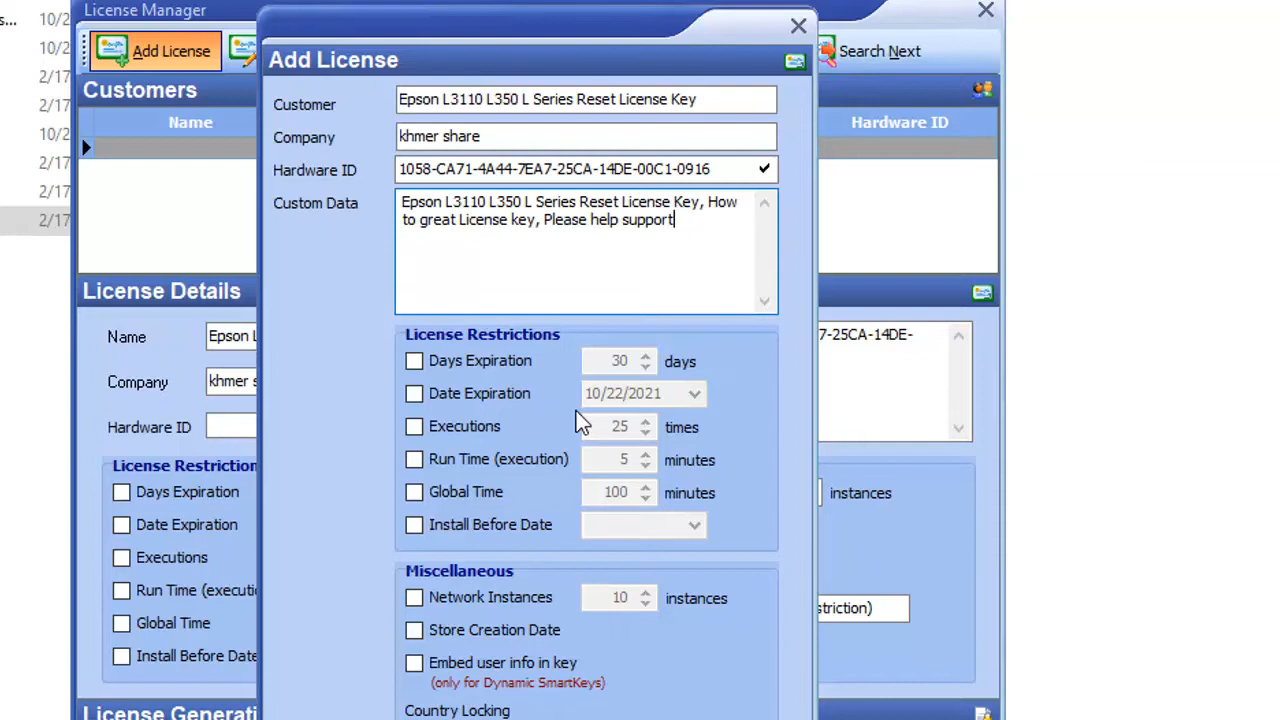 s...
10/2
10/2
2/17
2/17
10/2
2/17
2/17
2/17
License Manager
Add License
Search Next
Customers
Name
Hardware ID
Add License
Customer
Epson L3110 L350 L Series Reset License Key
Company
khmer share
Hardware ID
1058-CA71-4A44-7EA7-25CA-14DE-00C1-0916
Custom Data
Epson L3110 L350 L Series Reset License Key, How
to great License key, Please help support
License Restrictions
Days Expiration 30 days
Date Expiration 10/22/2021
Executions 25 times
Run Time (execution) 5 minutes
Global Time 100 minutes
Install Before Date
Miscellaneous
Network Instances 10 instances
Store Creation Date
Embed user info in key
(only for Dynamic SmartKeys)
Country Locking
License Details
Name
Epson L
Company
khmer s
Hardware ID
7-25CA-14DE-
License Restriction
Days Expiration
Date Expiration
Executions
Run Time (executi
Global Time
Install Before Date
instances
striction)
License Generati